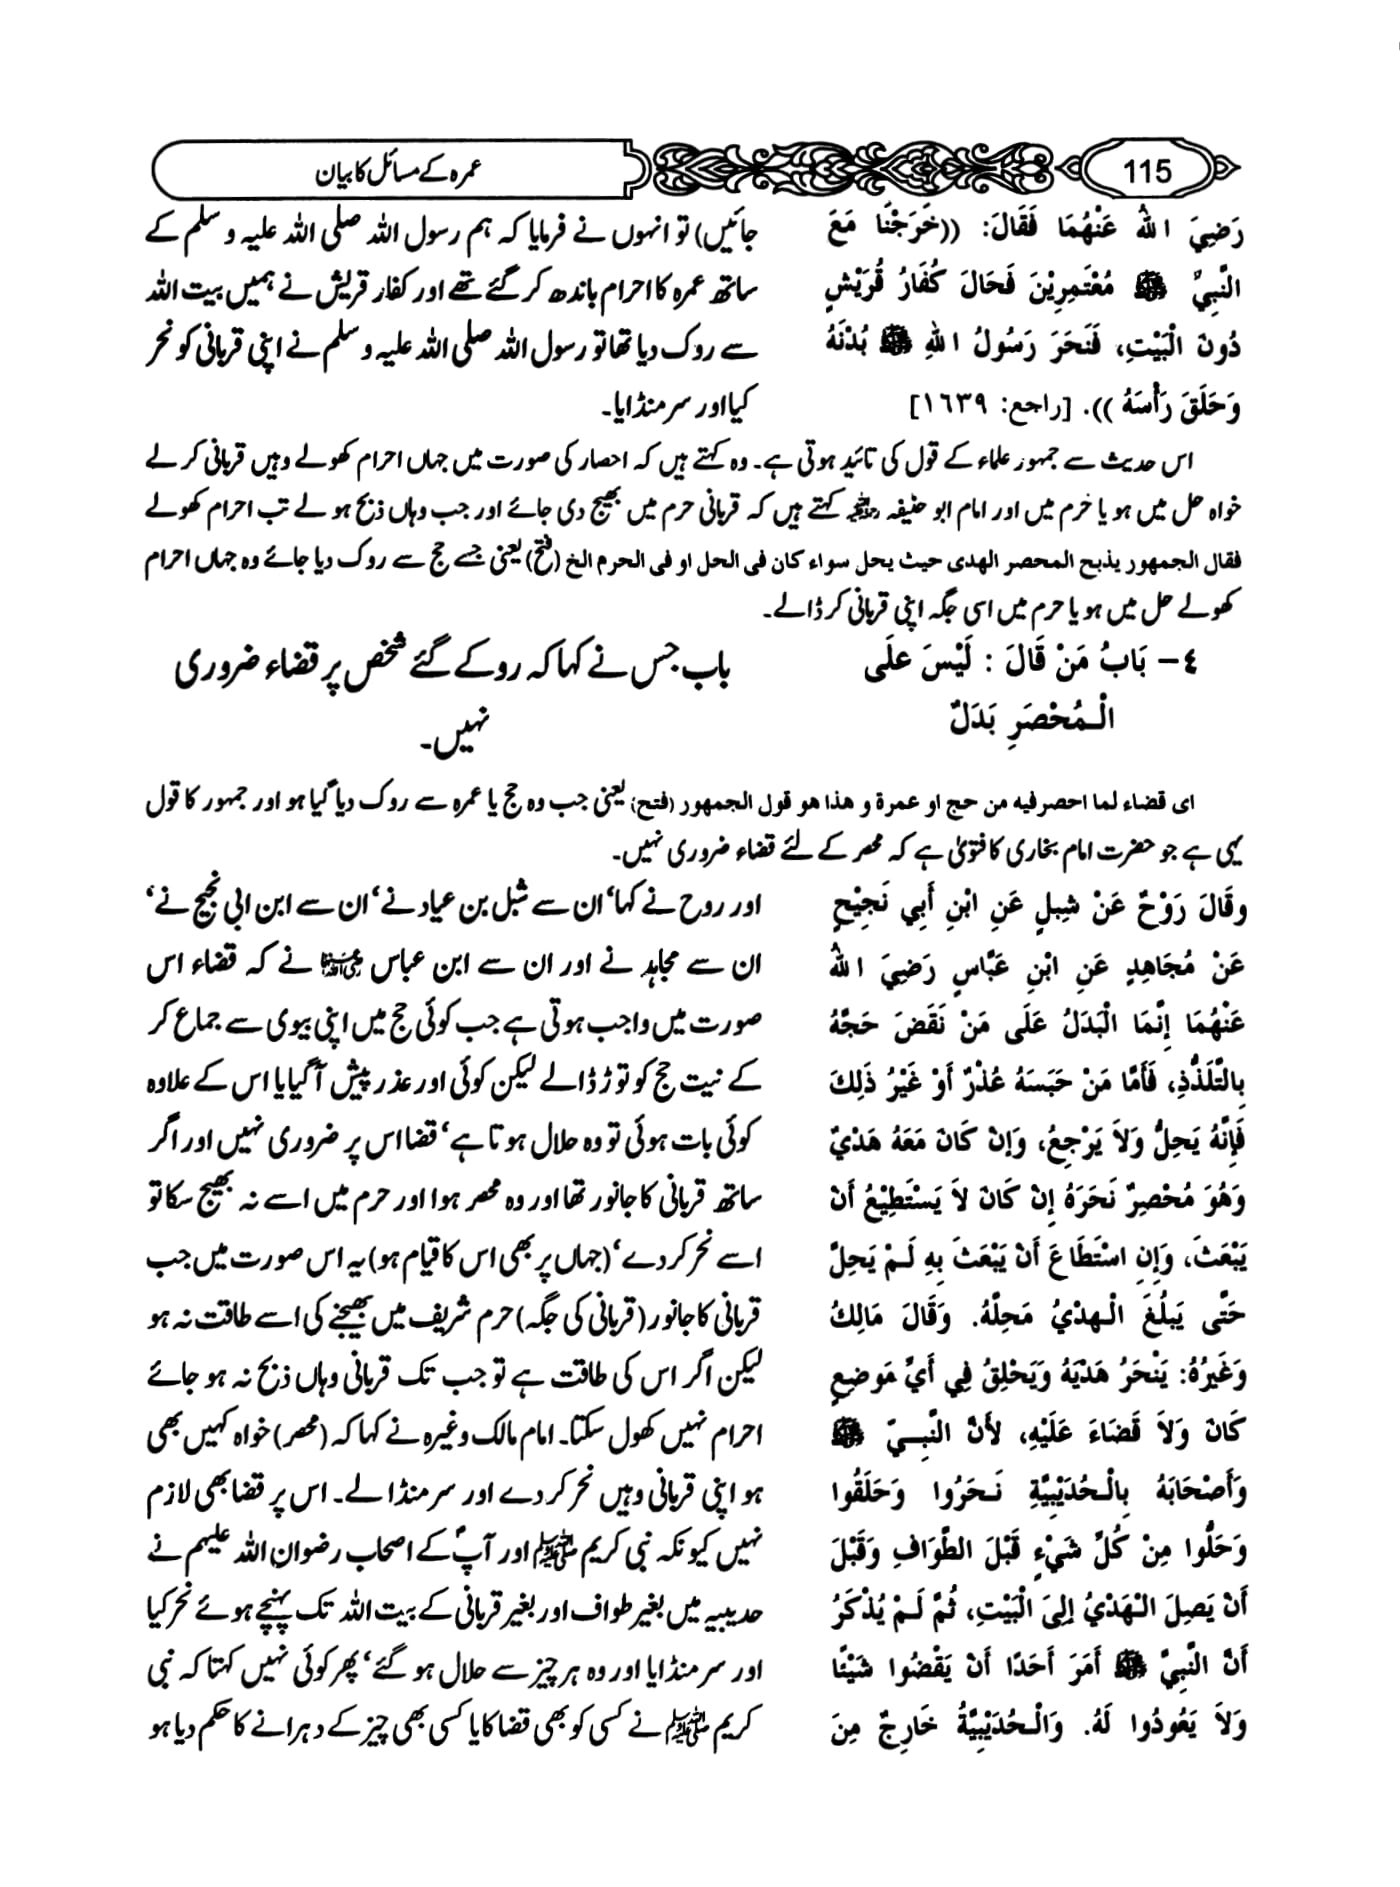 115
عمرہ کے مسائل کا بیان
رَضِيَ اللهُ عَنْهُمَا فَقَالَ: ((خَرَجْنَا مَعَ
النَّبِيِّ ﷺ مُعْتَمِرِيْنَ فَحَالَ كُفَارُ قُرَيْشٍ
دُونَ الْبَيْتِ، فَنَحَرَ رَسُولُ اللهِ ﷺ بُدْنَهُ
وَحَلَقَ رَأْسَهُ)). [راجع: ١٦٣٩]
جائیں) تو انہوں نے فرمایا کہ ہم رسول اللہ صلی اللہ علیہ و سلم کے
ساتھ عمرہ کا احرام باندھ کر گئے تھے اور کفار قریش نے ہمیں بیت اللہ
سے روک دیا تھا تو رسول اللہ صلی اللہ علیہ و سلم نے اپنی قربانی کو نحر
کیا اور سر منڈایا۔
اس حدیث سے جمہور علماء کے قول کی تائید ہوتی ہے۔ وہ کہتے ہیں کہ احصار کی صورت میں جہاں احرام کھولے وہیں قربانی کر لے
خواہ حل میں ہو یا حرم میں اور امام ابو حنیفہ رحمہ اللہ کہتے ہیں کہ قربانی حرم میں بھیج دی جائے اور جب وہاں ذبح ہو لے تب احرام کھولے
فقال الجمهور يذبح المحصر الهدى حيث يحل سواء كان فى الحل او فى الحرم الخ (فتح) یعنی جسے حج سے روک دیا جائے وہ جہاں احرام
کھولے حل میں ہو یا حرم میں اسی جگہ اپنی قربانی کر ڈالے۔
٤- بَابُ مَنْ قَالَ : لَيْسَ عَلَى
الْـمُحْصَرِ بَدَلٌ
باب جس نے کہا کہ روکے گئے شخص پر قضاء ضروری
نہیں۔
اى قضاء لما احصر فيه من حج او عمرة و هذا هو قول الجمهور (فتح) یعنی جب وہ حج یا عمرہ سے روک دیا گیا ہو اور جمہور کا قول
یہی ہے جو حضرت امام بخاری کا فتویٰ ہے کہ محصر کے لئے قضاء ضروری نہیں۔
وقَالَ رَوْحٌ عَنْ شِبلٍ عَنِ ابْنِ أَبِي نَجِيْحٍ
عَنْ مُجَاهِدٍ عَنِ ابْنِ عَبَّاسٍ رَضِيَ اللهُ
عَنْهُمَا إِنَّمَا الْبَدَلُ عَلَى مَنْ نَقَضَ حَجَّهُ
بِالتَّلَذُّذِ، فَأَمَّا مَنْ حَبَسَهُ عُذْرٌ أَوْ غَيْرُ ذَلِكَ
فَإِنَّهُ يَحِلُّ وَلاَ يَرْجِعُ، وَإِنْ كَانَ مَعَهُ هَدْيٌ
وَهُوَ مُحْصِرٌ نَحَرَهُ إِنْ كَانَ لاَ يَسْتَطِيْعُ أَنْ
يَبْعَثَ، وَإِنِ اسْتَطَاعَ أَنْ يَبْعَثَ بِهِ لَـمْ يَحِلَّ
حَتَّى يَبلُغَ الْـهدْيُ مَحِلَّهُ. وَقَالَ مَالِكُ
وَغَيْرُهُ: يَنْحَرُ هَدْيَهُ وَيَحْلِقُ فِي أَيِّ مَوضِعٍ
كَانَ وَلاَ قَضَاءَ عَلَيْهِ، لأَنَّ النَّبِـيَّ ﷺ
وَأَصْحَابَهُ بِالْـحُدَيْبِيَّةِ نَـحَرُوا وَحَلَقُوا
وَحَلُّوا مِنْ كُلِّ شَيْءٍ قَبْلَ الطَّوَافِ وَقَبْلَ
أَنْ يَصِلَ الْـهَدْيُ إِلَى الْبَيْتِ، ثُمَّ لَـمْ يُذْكَرْ
أَنَّ النَّبِيَّ ﷺ أَمَرَ أَحَدًا أَنْ يَقْضُوا شَيْئًا
وَلاَ يَعُودُوا لَهُ. وَالْـحُدَيْبِيَّةُ خَارِجٌ مِنَ
اور روح نے کہا' ان سے شبل بن عیاد نے' ان سے ابن ابی نجیح نے'
ان سے مجاہد نے اور ان سے ابن عباس رضی اللہ عنہما نے کہ قضاء اس
صورت میں واجب ہوتی ہے جب کوئی حج میں اپنی بیوی سے جماع کر
کے نیت حج کو توڑ ڈالے لیکن کوئی اور عذر پیش آ گیا یا اس کے علاوہ
کوئی بات ہوئی تو وہ حلال ہوتا ہے' قضا اس پر ضروری نہیں اور اگر
ساتھ قربانی کا جانور تھا اور وہ محصر ہوا اور حرم میں اسے نہ بھیج سکا تو
اسے نحر کر دے' (جہاں پر بھی اس کا قیام ہو) یہ اس صورت میں جب
قربانی کا جانور (قربانی کی جگہ) حرم شریف میں بھیجنے کی اسے طاقت نہ ہو
لیکن اگر اس کی طاقت ہے تو جب تک قربانی وہاں ذبح نہ ہو جائے
احرام نہیں کھول سکتا۔ امام مالک وغیرہ نے کہا کہ (محصر) خواہ کہیں بھی
ہو اپنی قربانی وہیں نحر کر دے اور سر منڈا لے۔ اس پر قضا بھی لازم
نہیں کیونکہ نبی کریم ﷺ اور آپؐ کے اصحاب رضوان اللہ علیہم نے
حدیبیہ میں بغیر طواف اور بغیر قربانی کے بیت اللہ تک پہنچے ہوئے نحر کیا
اور سر منڈایا اور وہ ہر چیز سے حلال ہو گئے' پھر کوئی نہیں کہتا کہ نبی
کریم ﷺ نے کسی کو بھی قضا کا یا کسی بھی چیز کے دہرانے کا حکم دیا ہو